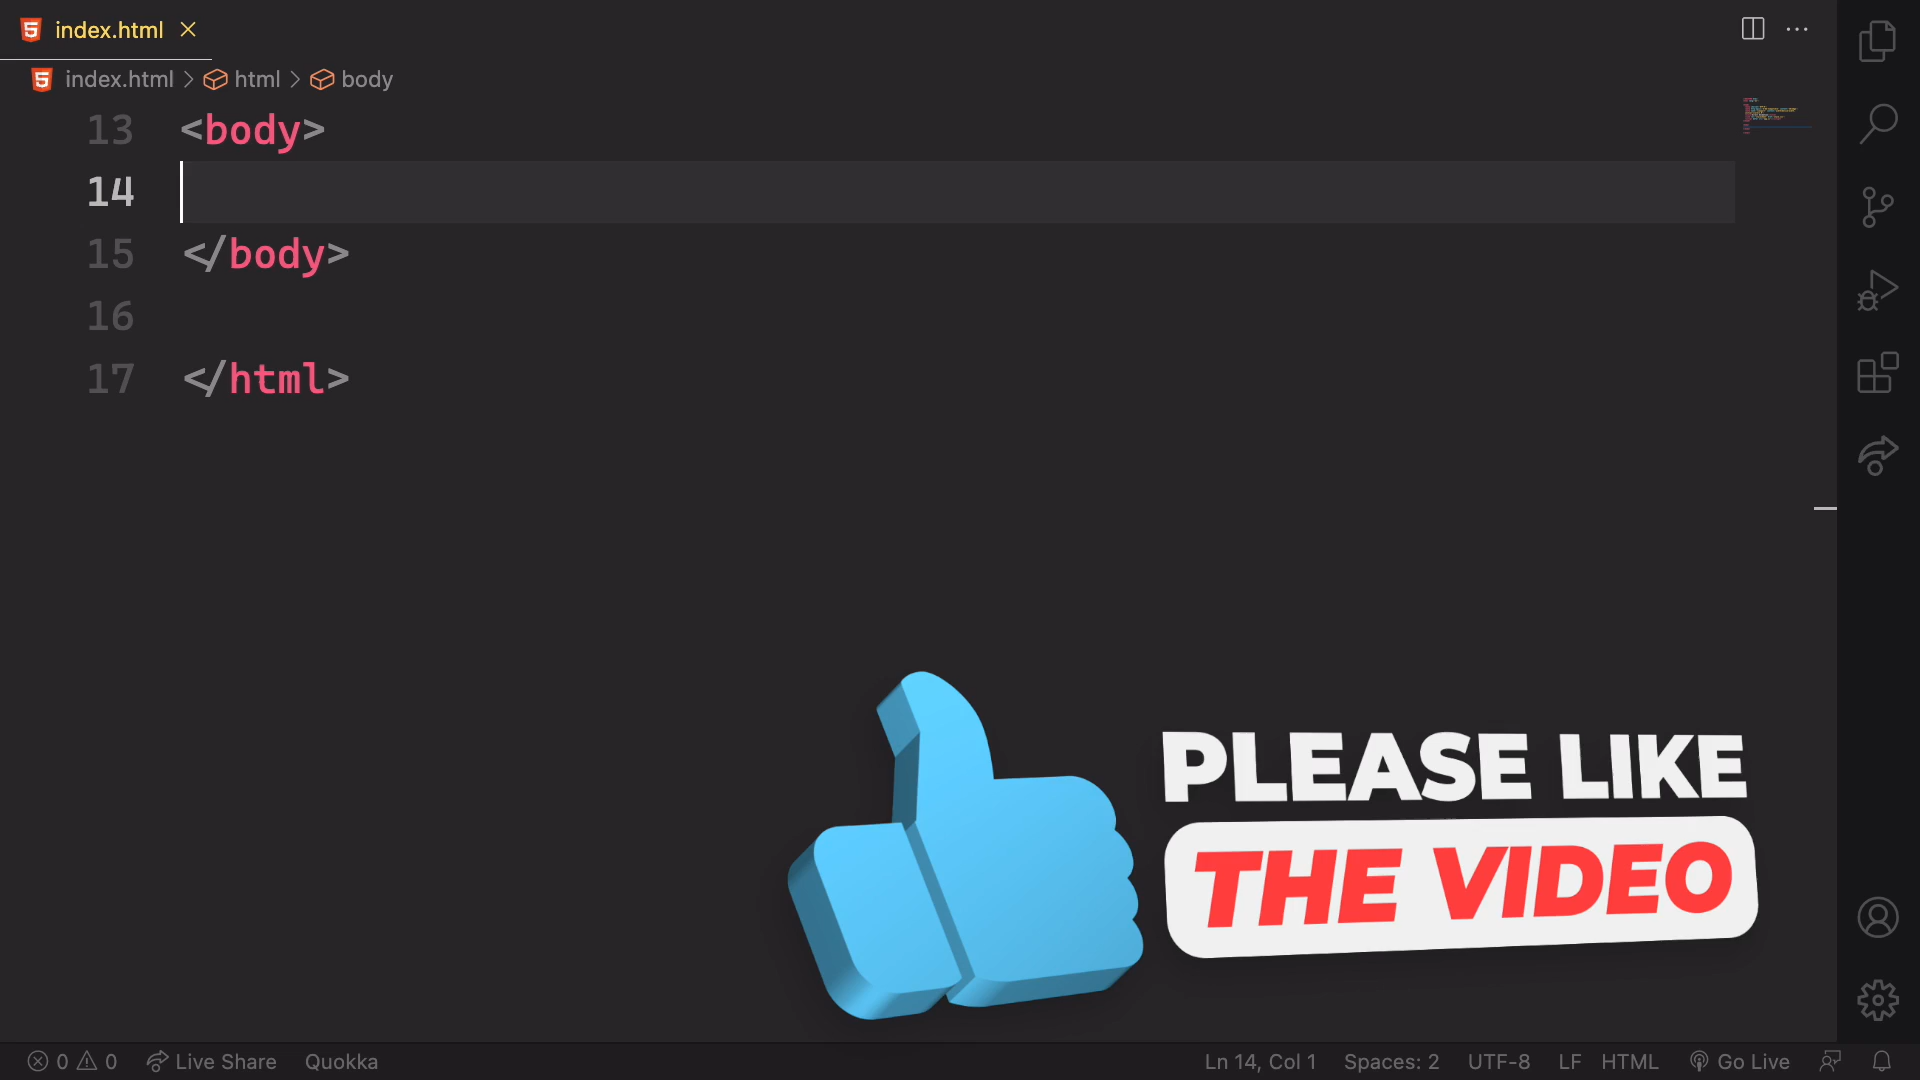 index.html
index.html > html > body
13 <body>
14
15 </body>
16
17 </html>
PLEASE LIKE
THE VIDEO
0 0 Live Share Quokka Ln 14, Col 1 Spaces: 2 UTF-8 LF HTML Go Live